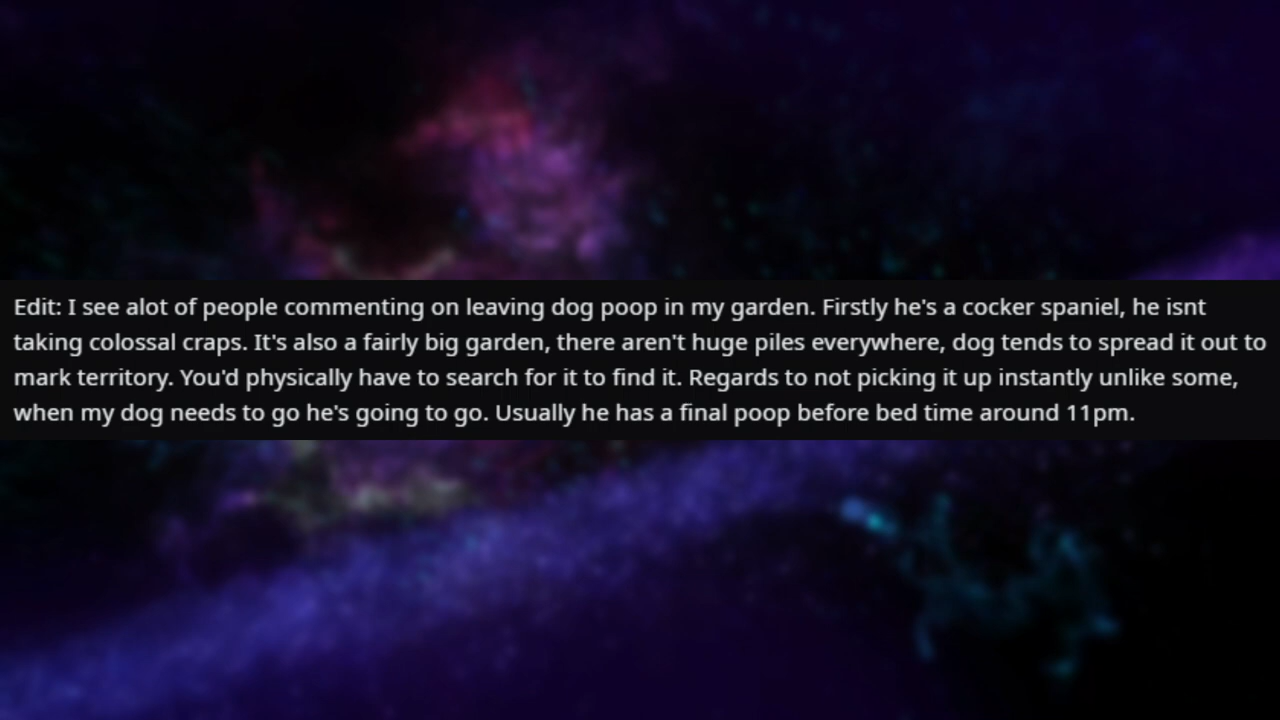 Edit: I see alot of people commenting on leaving dog poop in my garden. Firstly he's a cocker spaniel, he isnt
taking colossal craps. It's also a fairly big garden, there aren't huge piles everywhere, dog tends to spread it out to
mark territory. You'd physically have to search for it to find it. Regards to not picking it up instantly unlike some,
when my dog needs to go he's going to go. Usually he has a final poop before bed time around 11pm.